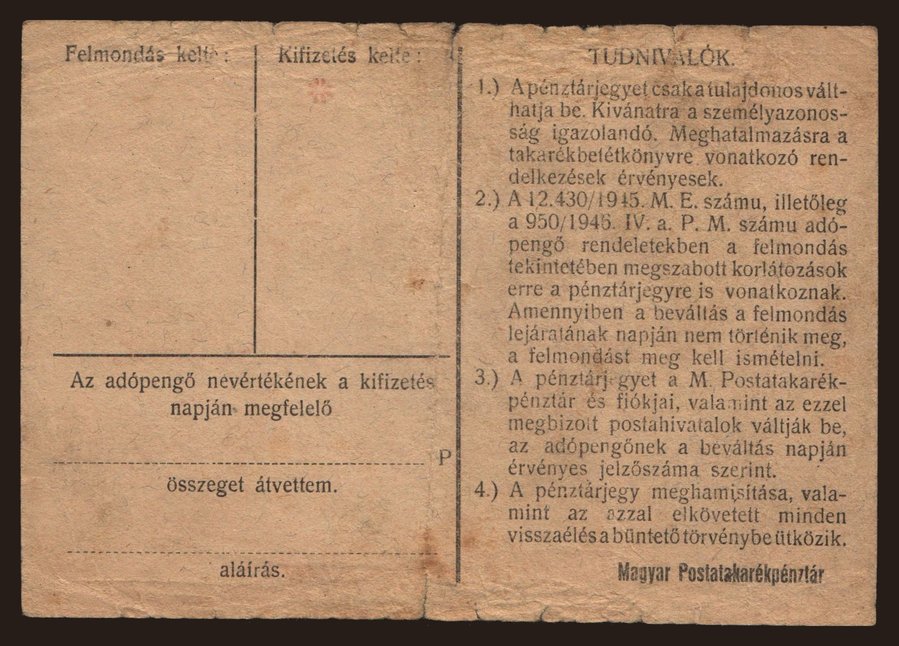 Felmondás kelte:
Kifizetés kelte:
Az adópengő névértékének a kifizetés
napján megfelelő
P
összeget átvettem.
aláírás.
TUDNIVALÓK.
1.) A pénztárjegyet csak a tulajdonos vált-
hatja be. Kivánatra a személyazonos-
ság igazolandó. Meghatalmazásra a
takarékbetétkönyvre vonatkozó ren-
delkezések érvényesek.
2.) A 12.430/1945. M. E. számu, illetőleg
a 950/1946. IV. a. P. M. számu adó-
pengő rendeletekben a felmondás
tekintetében megszabott korlátozások
erre a pénztárjegyre is vonatkoznak.
Amennyiben a beváltás a felmondás
lejáratának napján nem történik meg,
a felmondást meg kell ismételni.
3.) A pénztárjegyet a M. Postatakarék-
pénztár és fiókjai, valamint az ezzel
megbizott postahivatalok váltják be,
az adópengőnek a beváltás napján
érvényes jelzőszáma szerint.
4.) A pénztárjegy meghamisítása, vala-
mint az azzal elkövetett minden
visszaélés a büntető törvénybe ütközik.
Magyar Postatakarékpénztár